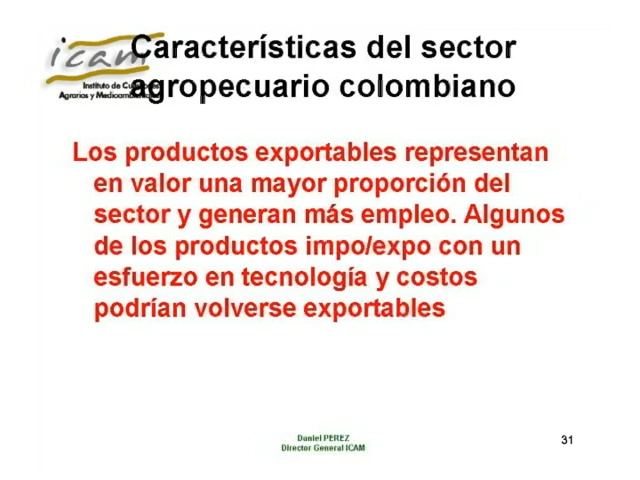 icam
Características del sector
agropecuario colombiano
Instituto de
Agrarios y
Los productos exportables representan
en valor una mayor proporción del
sector y generan más empleo. Algunos
de los productos impo/expo con un
esfuerzo en tecnología y costos
podrían volverse exportables
Daniel PEREZ
Director General ICAM
31